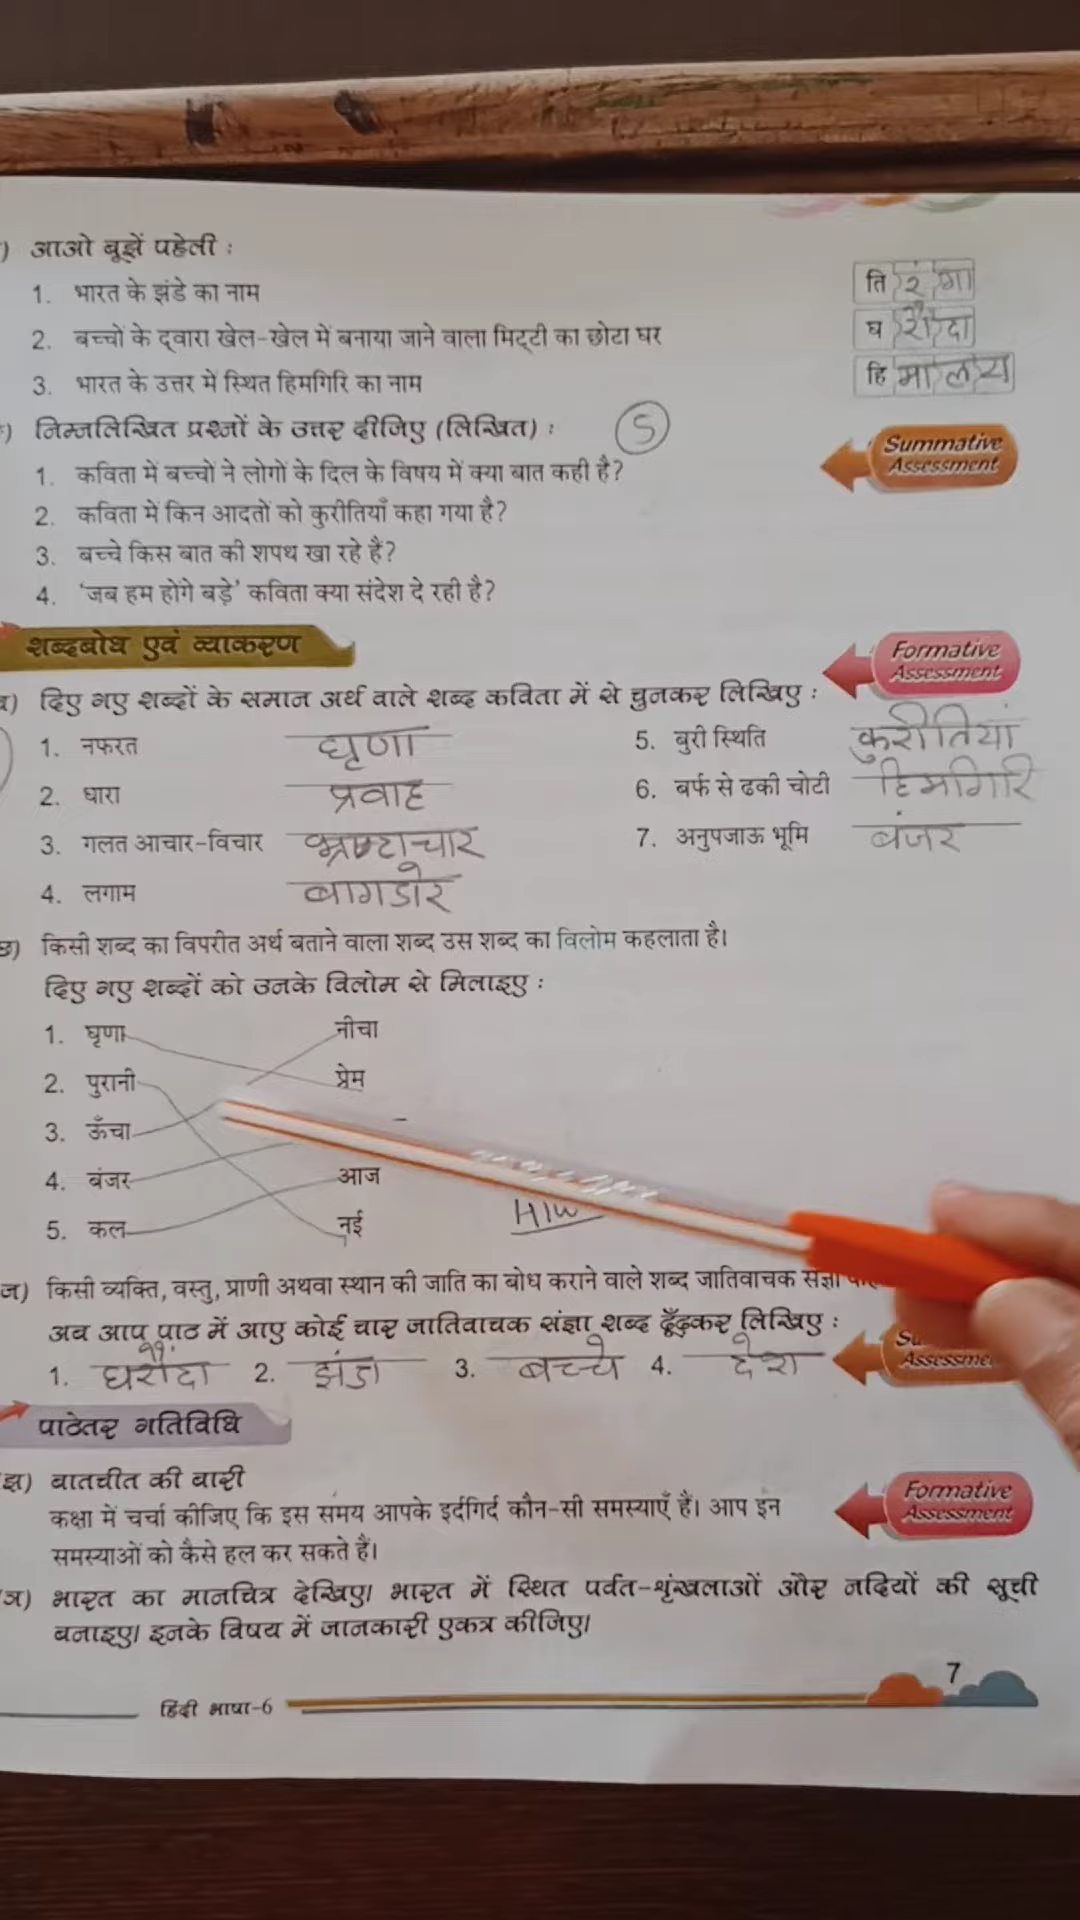 ) आओ बूझें पहेली :
1. भारत के झंडे का नाम ति रं गा
2. बच्चों के द्वारा खेल-खेल में बनाया जाने वाला मिट्टी का छोटा घर घ रौं दा
3. भारत के उत्तर में स्थित हिमगिरि का नाम हि मा ल य
) निम्नलिखित प्रश्नों के उत्तर दीजिए (लिखित) : 5
Summative Assessment
1. कविता में बच्चों ने लोगों के दिल के विषय में क्या बात कही है?
2. कविता में किन आदतों को कुरीतियाँ कहा गया है?
3. बच्चे किस बात की शपथ खा रहे हैं?
4. 'जब हम होंगे बड़े' कविता क्या संदेश दे रही है?
शब्दबोध एवं व्याकरण
Formative Assessment
) दिए गए शब्दों के समान अर्थ वाले शब्द कविता में से चुनकर लिखिए :
1. नफरत घृणा 5. बुरी स्थिति कुरीतियां
2. धारा प्रवाह 6. बर्फ से ढकी चोटी हिमगिरि
3. गलत आचार-विचार भ्रष्टाचार 7. अनुपजाऊ भूमि बंजर
4. लगाम बागडोर
छ) किसी शब्द का विपरीत अर्थ बताने वाला शब्द उस शब्द का विलोम कहलाता है।
दिए गए शब्दों को उनके विलोम से मिलाइए :
1. घृणा नीचा
2. पुरानी प्रेम
3. ऊँचा
4. बंजर आज
5. कल नई
H/W
ज) किसी व्यक्ति, वस्तु, प्राणी अथवा स्थान की जाति का बोध कराने वाले शब्द जातिवाचक संज्ञा
अब आप पाठ में आए कोई चार जातिवाचक संज्ञा शब्द ढूँढ़कर लिखिए :
1. घरौंदा 2. झंडा 3. बच्चे 4. देश
पाठेतर गतिविधि
झ) बातचीत की बारी
Formative Assessment
कक्षा में चर्चा कीजिए कि इस समय आपके इर्दगिर्द कौन-सी समस्याएँ हैं। आप इन
समस्याओं को कैसे हल कर सकते हैं।
ञ) भारत का मानचित्र देखिए। भारत में स्थित पर्वत-शृंखलाओं और नदियों की सूची
बनाइए। इनके विषय में जानकारी एकत्र कीजिए।
7
हिंदी भाषा-6